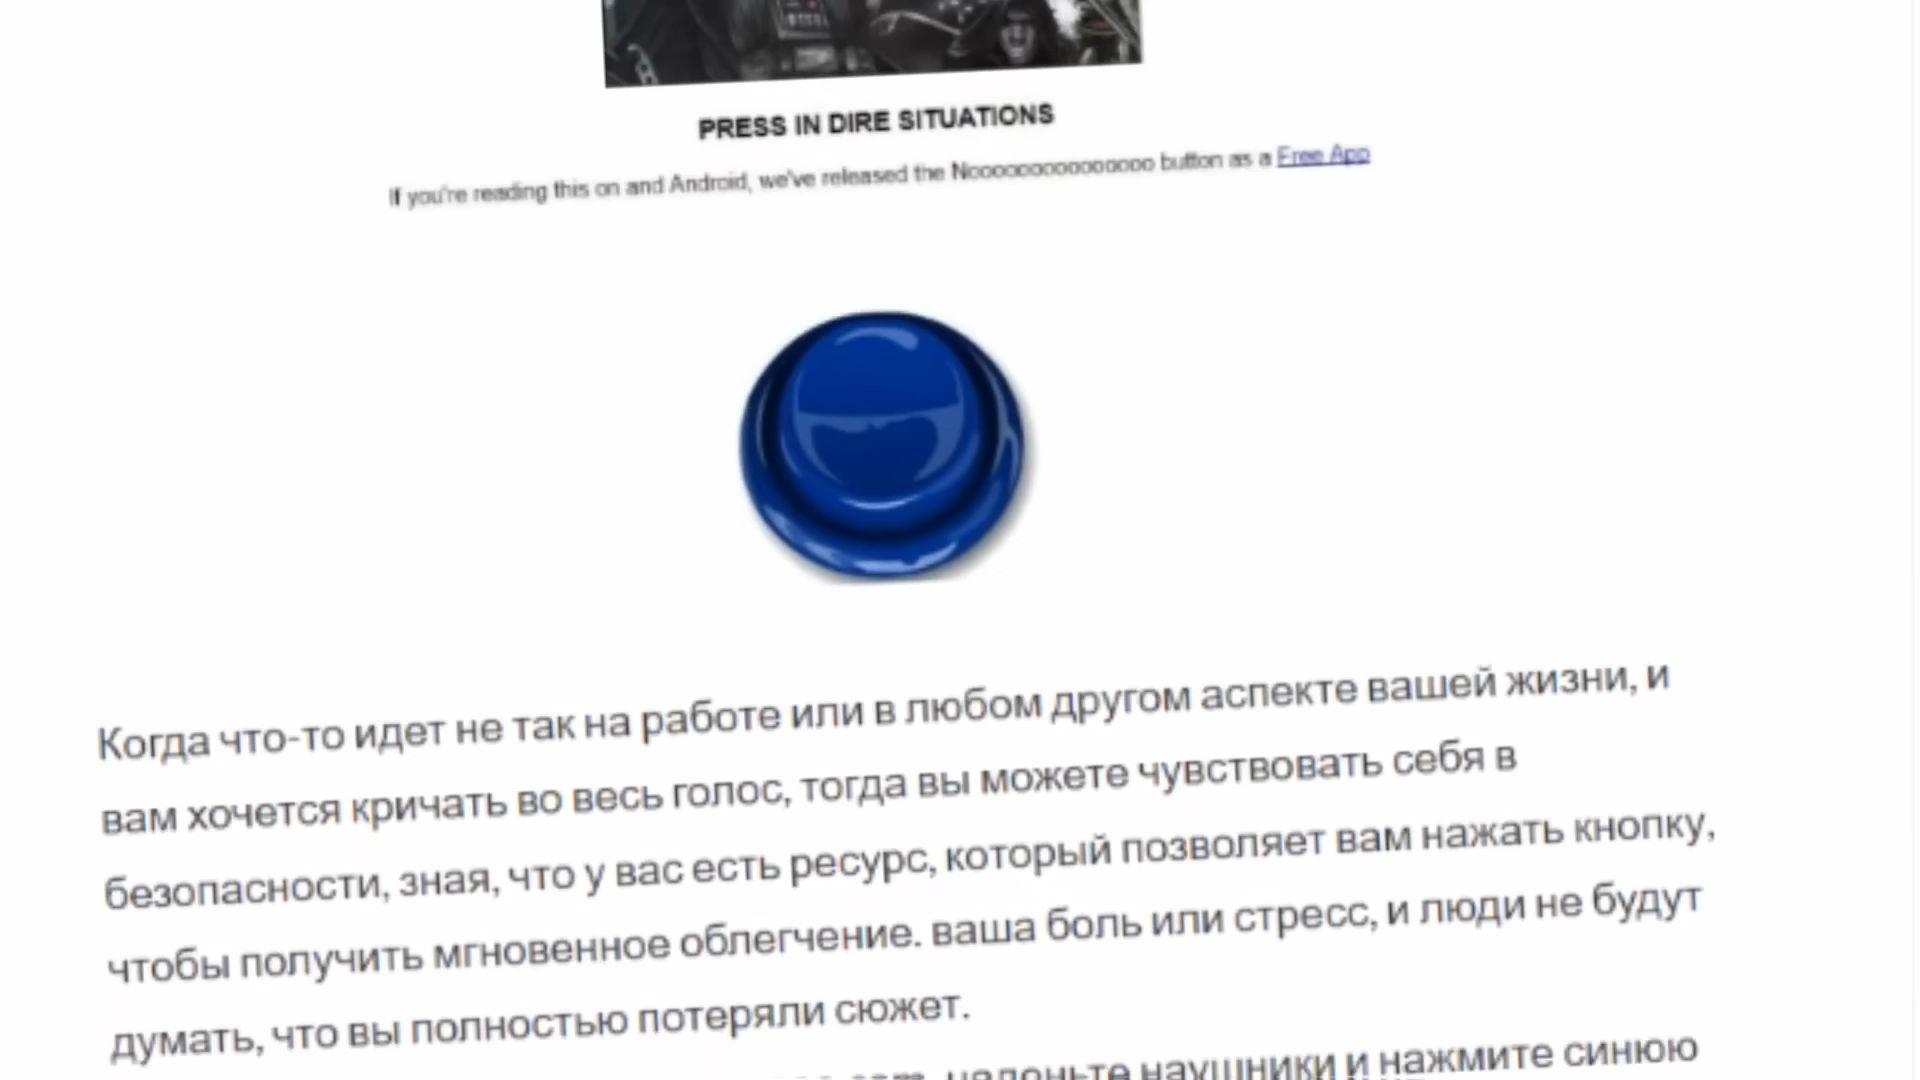 PRESS IN DIRE SITUATIONS
If you're reading this on and Android, we've released the Nooooooooooooooo button as a Free App
Когда что-то идет не так на работе или в любом другом аспекте вашей жизни, и
вам хочется кричать во весь голос, тогда вы можете чувствовать себя в
безопасности, зная, что у вас есть ресурс, который позволяет вам нажать кнопку,
чтобы получить мгновенное облегчение. ваша боль или стресс, и люди не будут
думать, что вы полностью потеряли сюжет.
наушники и нажмите синюю